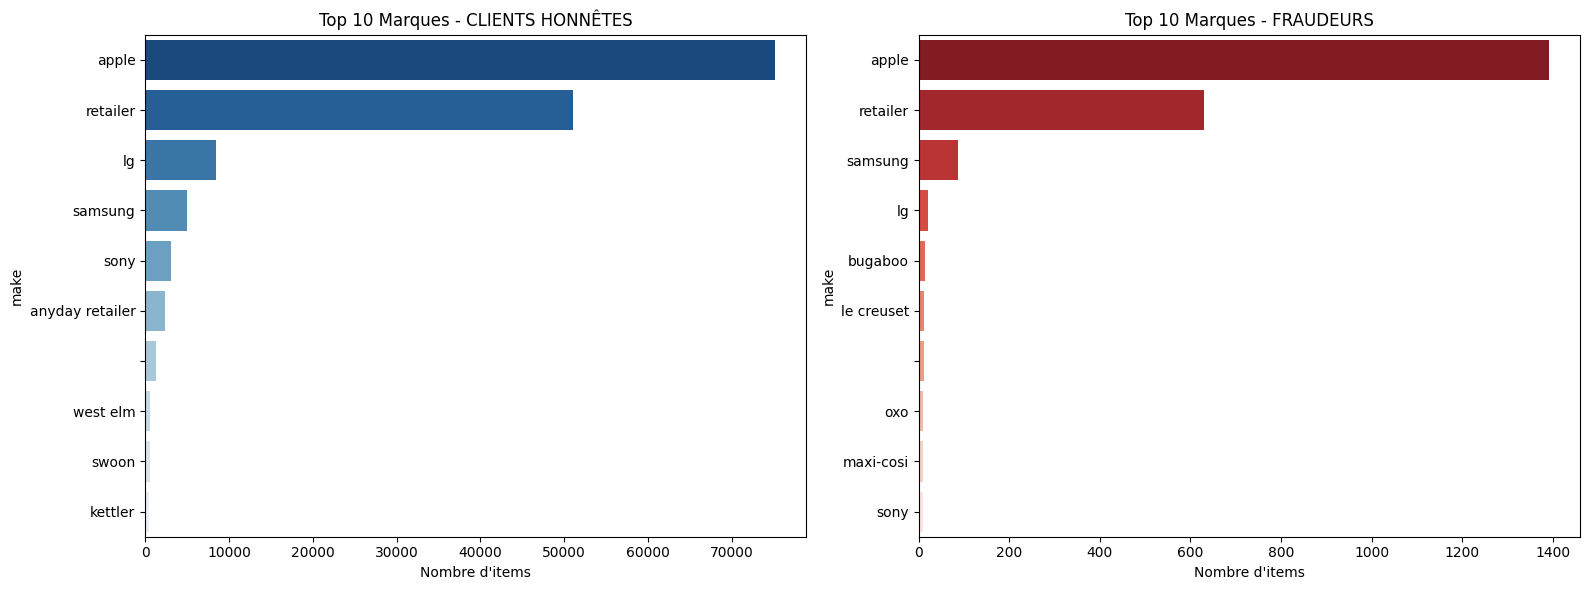 Top 10 Marques - CLIENTS HONNÊTES
make
apple
retailer
lg
samsung
sony
anyday retailer
west elm
swoon
kettler
0 10000 20000 30000 40000 50000 60000 70000
Nombre d'items
Top 10 Marques - FRAUDEURS
make
apple
retailer
samsung
lg
bugaboo
le creuset
oxo
maxi-cosi
sony
0 200 400 600 800 1000 1200 1400
Nombre d'items